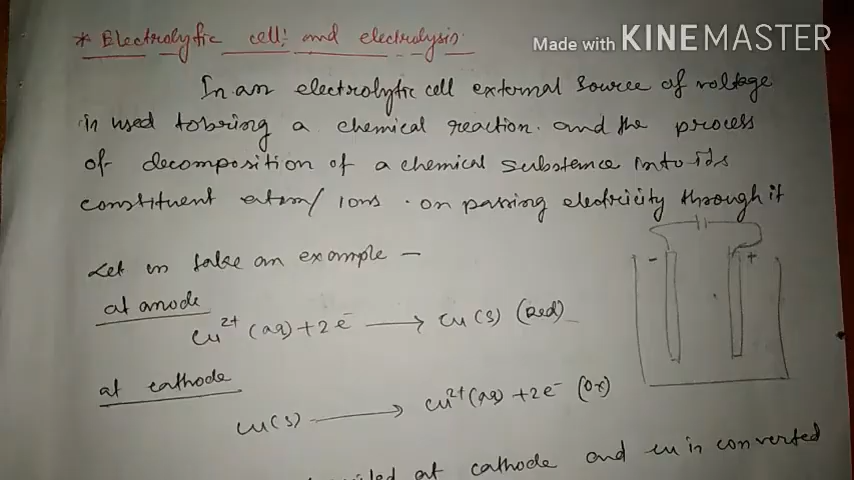 * Electrolytic cell: and electrolysis.
Made with KINEMASTER
In an electrolytic cell external source of voltage
is used to bring a chemical reaction. and the process
of decomposition of a chemical substance into ids
constituent atom/ ions. on passing electricity through it
Let us take an example —
- +
at anode
Cu²⁺ (aq) + 2e⁻ ⟶ Cu(s) (Red)
at cathode
Cu(s) ⟶ Cu²⁺(aq) + 2e⁻ (Ox)
at cathode and Cu is converted